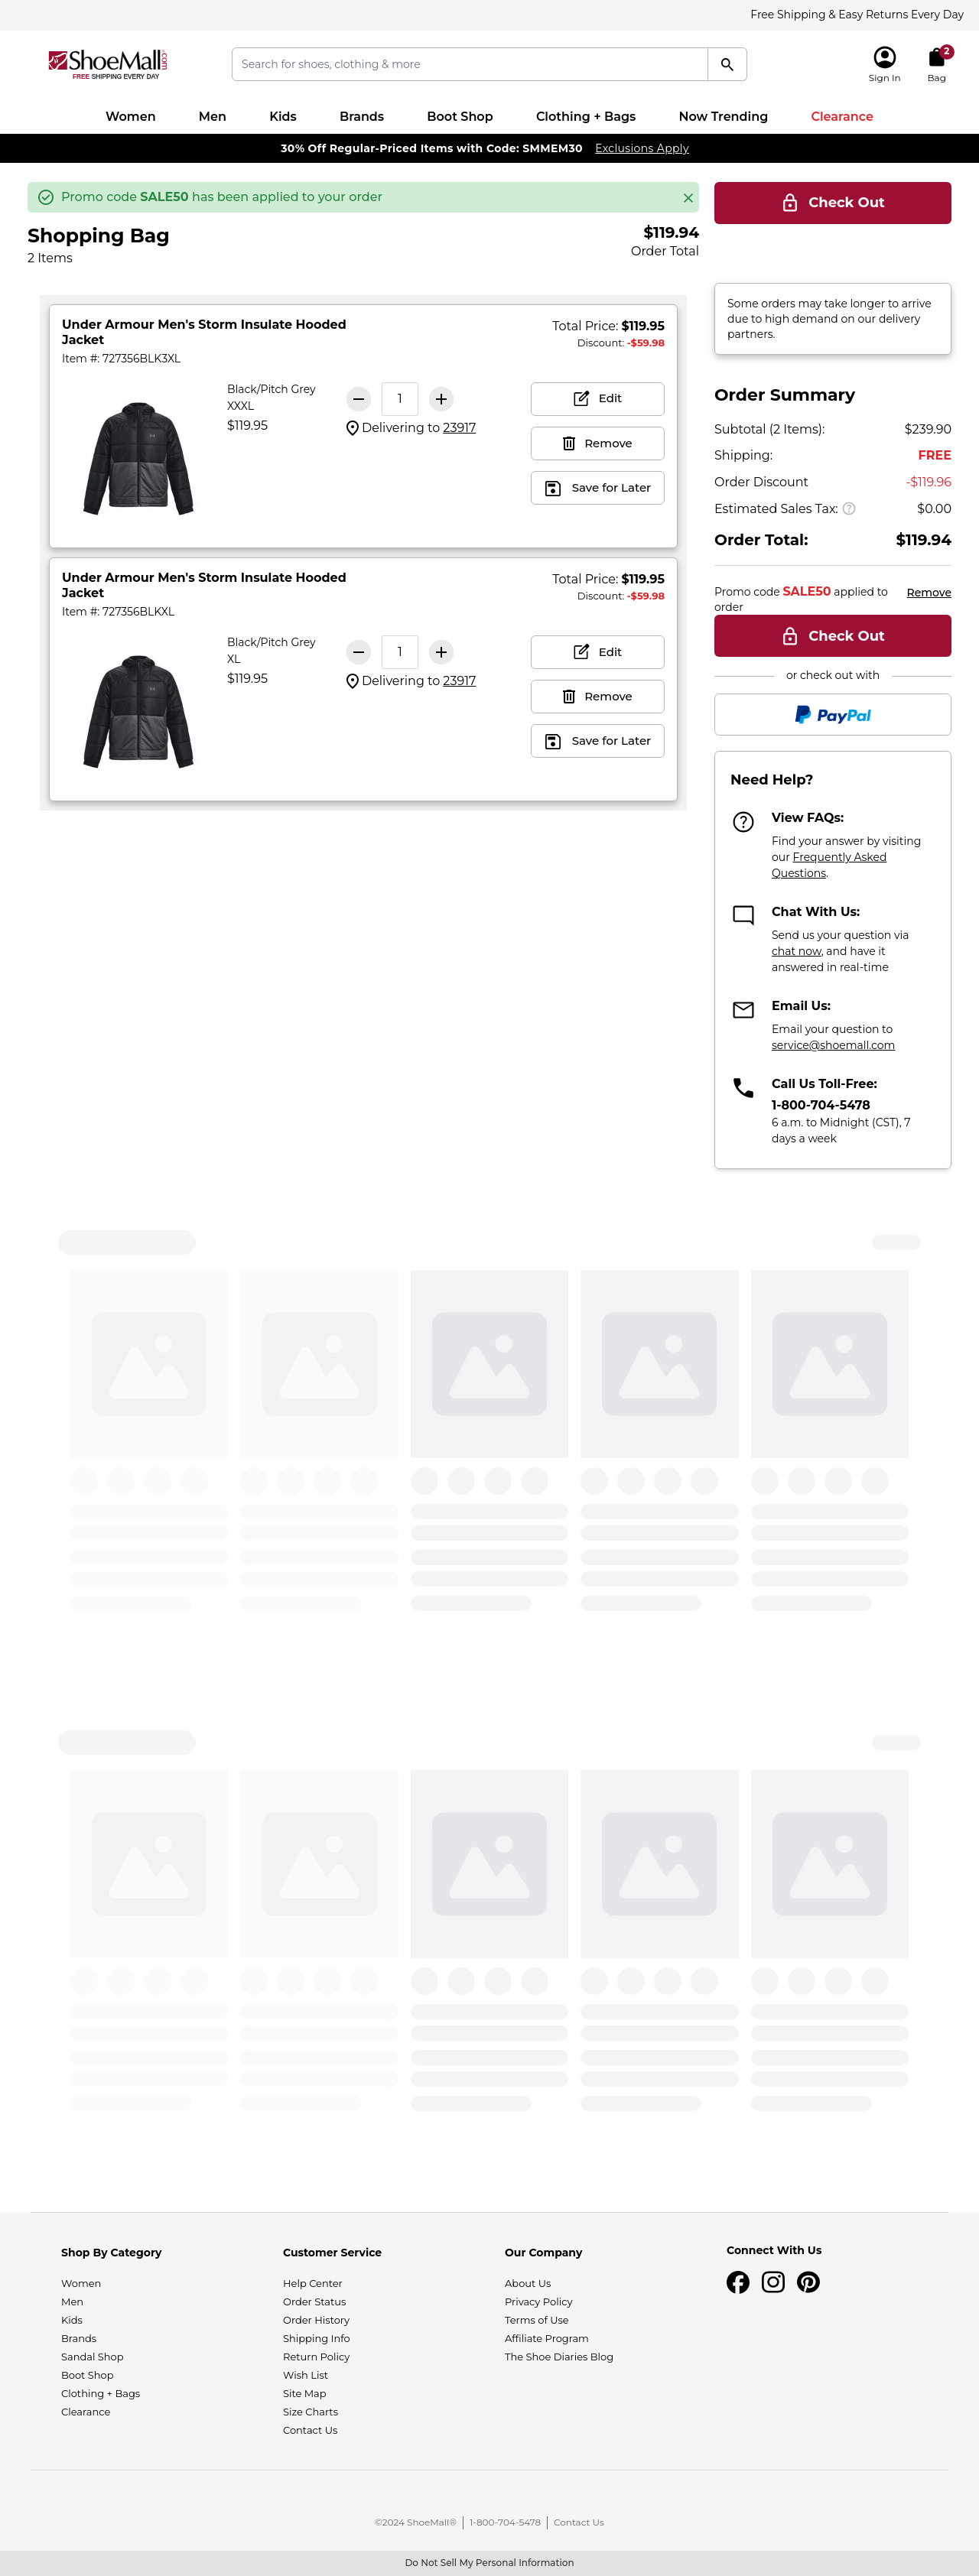 Free Shipping & Easy Returns Every Day
ShoeMall.com
FREE SHIPPING EVERY DAY
Search for shoes, clothing & more
Sign In
2
Bag
Women
Men
Kids
Brands
Boot Shop
Clothing + Bags
Now Trending
Clearance
30% Off Regular-Priced Items with Code: SMMEM30 Exclusions Apply
Promo code SALE50 has been applied to your order
Check Out
Shopping Bag
2 Items
$119.94
Order Total
Under Armour Men's Storm Insulate Hooded
Jacket
Item #: 727356BLK3XL
Total Price: $119.95
Discount: -$59.98
Black/Pitch Grey
XXXL
$119.95
1
Delivering to 23917
Edit
Remove
Save for Later
Under Armour Men's Storm Insulate Hooded
Jacket
Item #: 727356BLKXL
Total Price: $119.95
Discount: -$59.98
Black/Pitch Grey
XL
$119.95
1
Delivering to 23917
Edit
Remove
Save for Later
Some orders may take longer to arrive
due to high demand on our delivery
partners.
Order Summary
Subtotal (2 Items): $239.90
Shipping: FREE
Order Discount -$119.96
Estimated Sales Tax: $0.00
Order Total: $119.94
Promo code SALE50 applied to
order
Remove
Check Out
or check out with
PayPal
Need Help?
View FAQs:
Find your answer by visiting
our Frequently Asked
Questions.
Chat With Us:
Send us your question via
chat now, and have it
answered in real-time
Email Us:
Email your question to
service@shoemall.com
Call Us Toll-Free:
1-800-704-5478
6 a.m. to Midnight (CST), 7
days a week
Shop By Category
Women
Men
Kids
Brands
Sandal Shop
Boot Shop
Clothing + Bags
Clearance
Customer Service
Help Center
Order Status
Order History
Shipping Info
Return Policy
Wish List
Site Map
Size Charts
Contact Us
Our Company
About Us
Privacy Policy
Terms of Use
Affiliate Program
The Shoe Diaries Blog
Connect With Us
©2024 ShoeMall® 1-800-704-5478 Contact Us
Do Not Sell My Personal Information